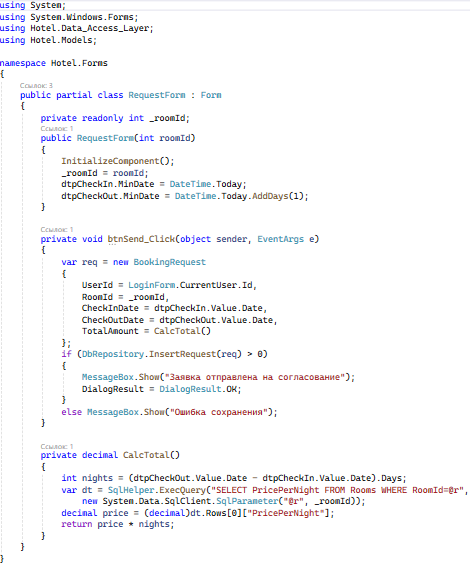 using System;
using System.Windows.Forms;
using Hotel.Data_Access_Layer;
using Hotel.Models;

namespace Hotel.Forms
{
    Ссылок: 3
    public partial class RequestForm : Form
    {
        private readonly int _roomId;
        Ссылок: 1
        public RequestForm(int roomId)
        {
            InitializeComponent();
            _roomId = roomId;
            dtpCheckIn.MinDate = DateTime.Today;
            dtpCheckOut.MinDate = DateTime.Today.AddDays(1);
        }

        Ссылок: 1
        private void btnSend_Click(object sender, EventArgs e)
        {
            var req = new BookingRequest
            {
                UserId = LoginForm.CurrentUser.Id,
                RoomId = _roomId,
                CheckInDate = dtpCheckIn.Value.Date,
                CheckOutDate = dtpCheckOut.Value.Date,
                TotalAmount = CalcTotal()
            };
            if (DbRepository.InsertRequest(req) > 0)
            {
                MessageBox.Show("Заявка отправлена на согласование");
                DialogResult = DialogResult.OK;
            }
            else MessageBox.Show("Ошибка сохранения");
        }

        Ссылок: 1
        private decimal CalcTotal()
        {
            int nights = (dtpCheckOut.Value.Date - dtpCheckIn.Value.Date).Days;
            var dt = SqlHelper.ExecQuery("SELECT PricePerNight FROM Rooms WHERE RoomId=@r",
                new System.Data.SqlClient.SqlParameter("@r", _roomId));
            decimal price = (decimal)dt.Rows[0]["PricePerNight"];
            return price * nights;
        }
    }
}